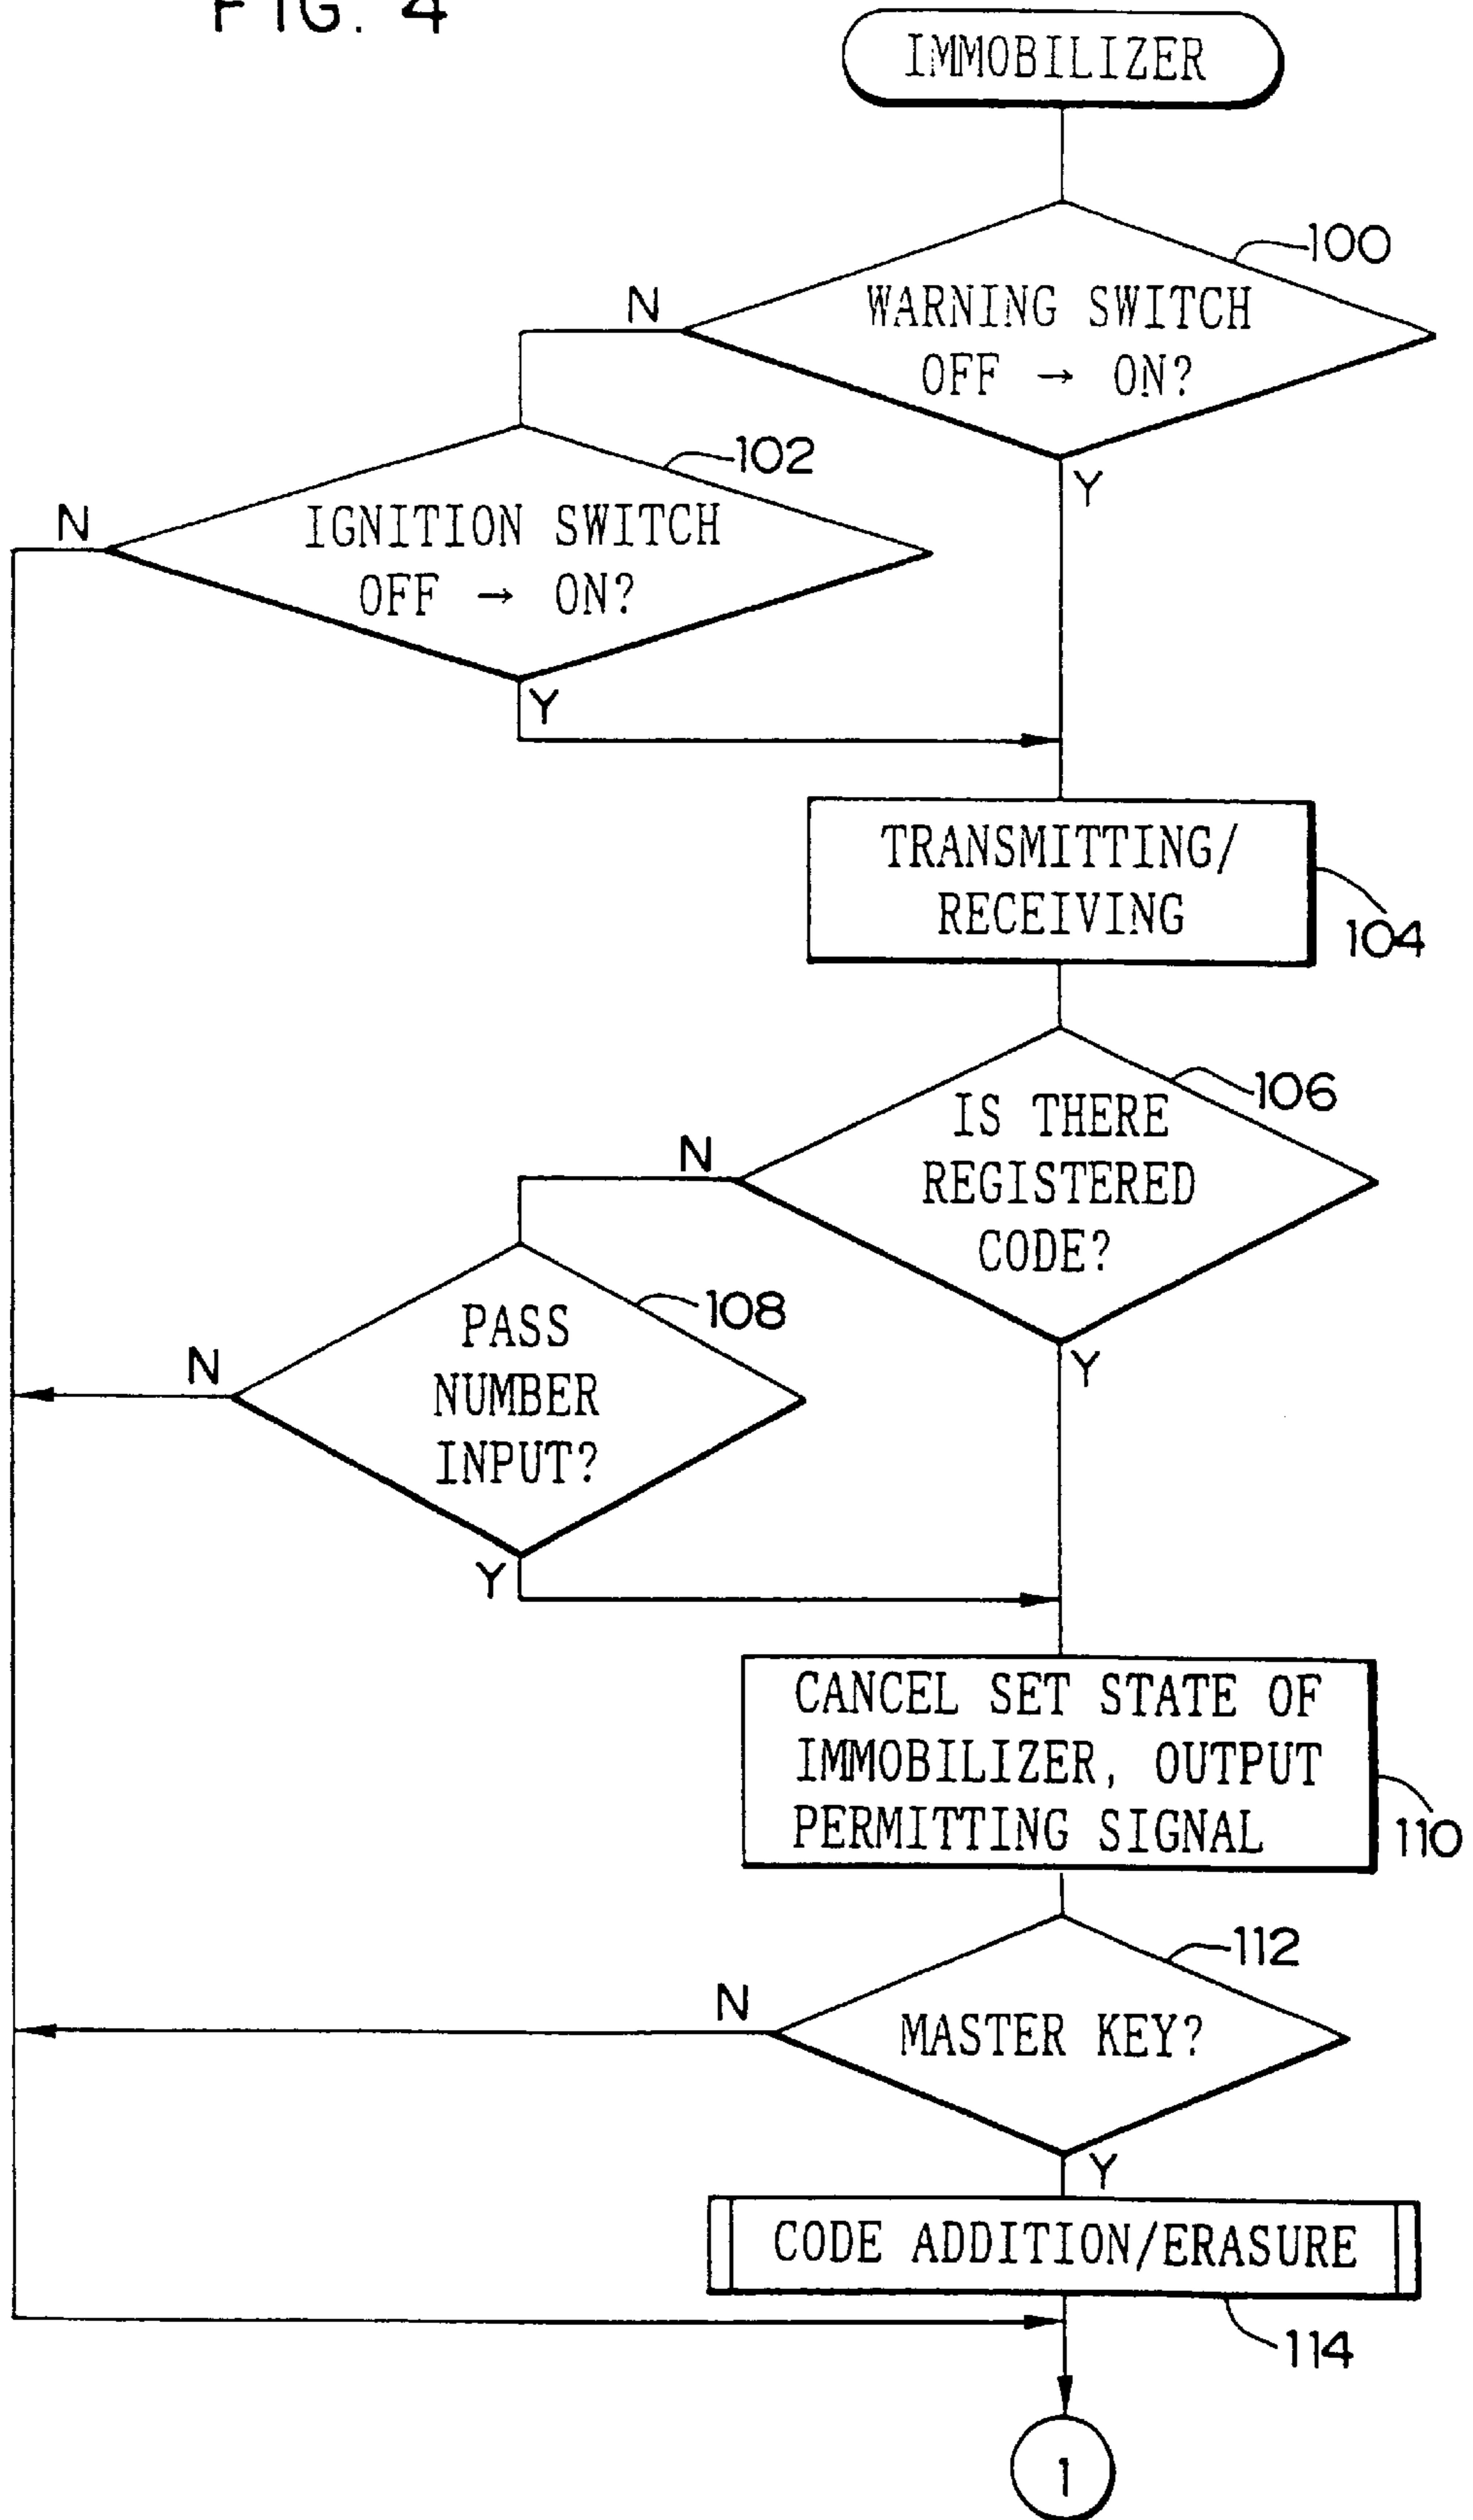 FIG. 4
IMMOBILIZER
100
WARNING SWITCH
OFF → ON?
N
Y
102
IGNITION SWITCH
OFF → ON?
N
Y
TRANSMITTING/
RECEIVING
104
106
IS THERE
REGISTERED
CODE?
N
Y
108
PASS
NUMBER
INPUT?
N
Y
CANCEL SET STATE OF
IMMOBILIZER, OUTPUT
PERMITTING SIGNAL
110
112
MASTER KEY?
N
Y
CODE ADDITION/ERASURE
114
1